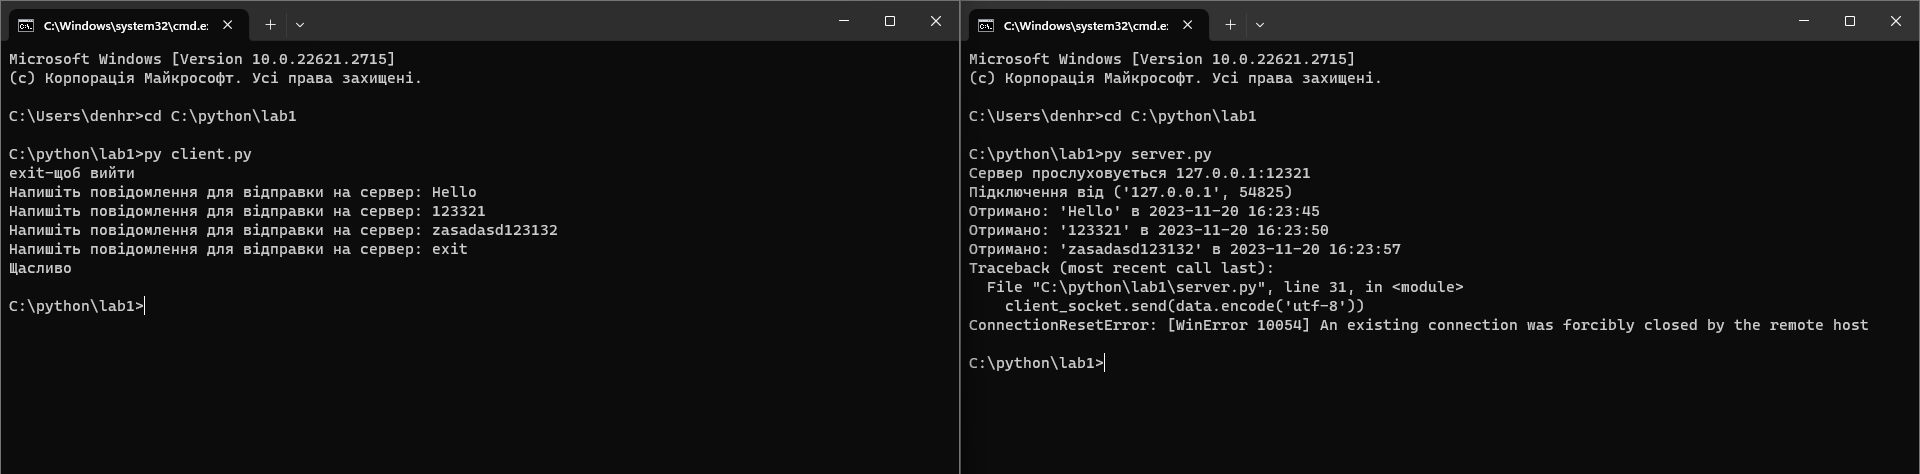 C:\Windows\system32\cmd.e
Microsoft Windows [Version 10.0.22621.2715]
(c) Корпорація Майкрософт. Усі права захищені.
C:\Users\denhr>cd C:\python\lab1
C:\python\lab1>py client.py
exit-щоб вийти
Напишіть повідомлення для відправки на сервер: Hello
Напишіть повідомлення для відправки на сервер: 123321
Напишіть повідомлення для відправки на сервер: zasadasd123132
Напишіть повідомлення для відправки на сервер: exit
Щасливо
C:\python\lab1>
C:\Windows\system32\cmd.e
Microsoft Windows [Version 10.0.22621.2715]
(c) Корпорація Майкрософт. Усі права захищені.
C:\Users\denhr>cd C:\python\lab1
C:\python\lab1>py server.py
Сервер прослуховується 127.0.0.1:12321
Підключення від ('127.0.0.1', 54825)
Отримано: 'Hello' в 2023-11-20 16:23:45
Отримано: '123321' в 2023-11-20 16:23:50
Отримано: 'zasadasd123132' в 2023-11-20 16:23:57
Traceback (most recent call last):
  File "C:\python\lab1\server.py", line 31, in <module>
    client_socket.send(data.encode('utf-8'))
ConnectionResetError: [WinError 10054] An existing connection was forcibly closed by the remote host
C:\python\lab1>